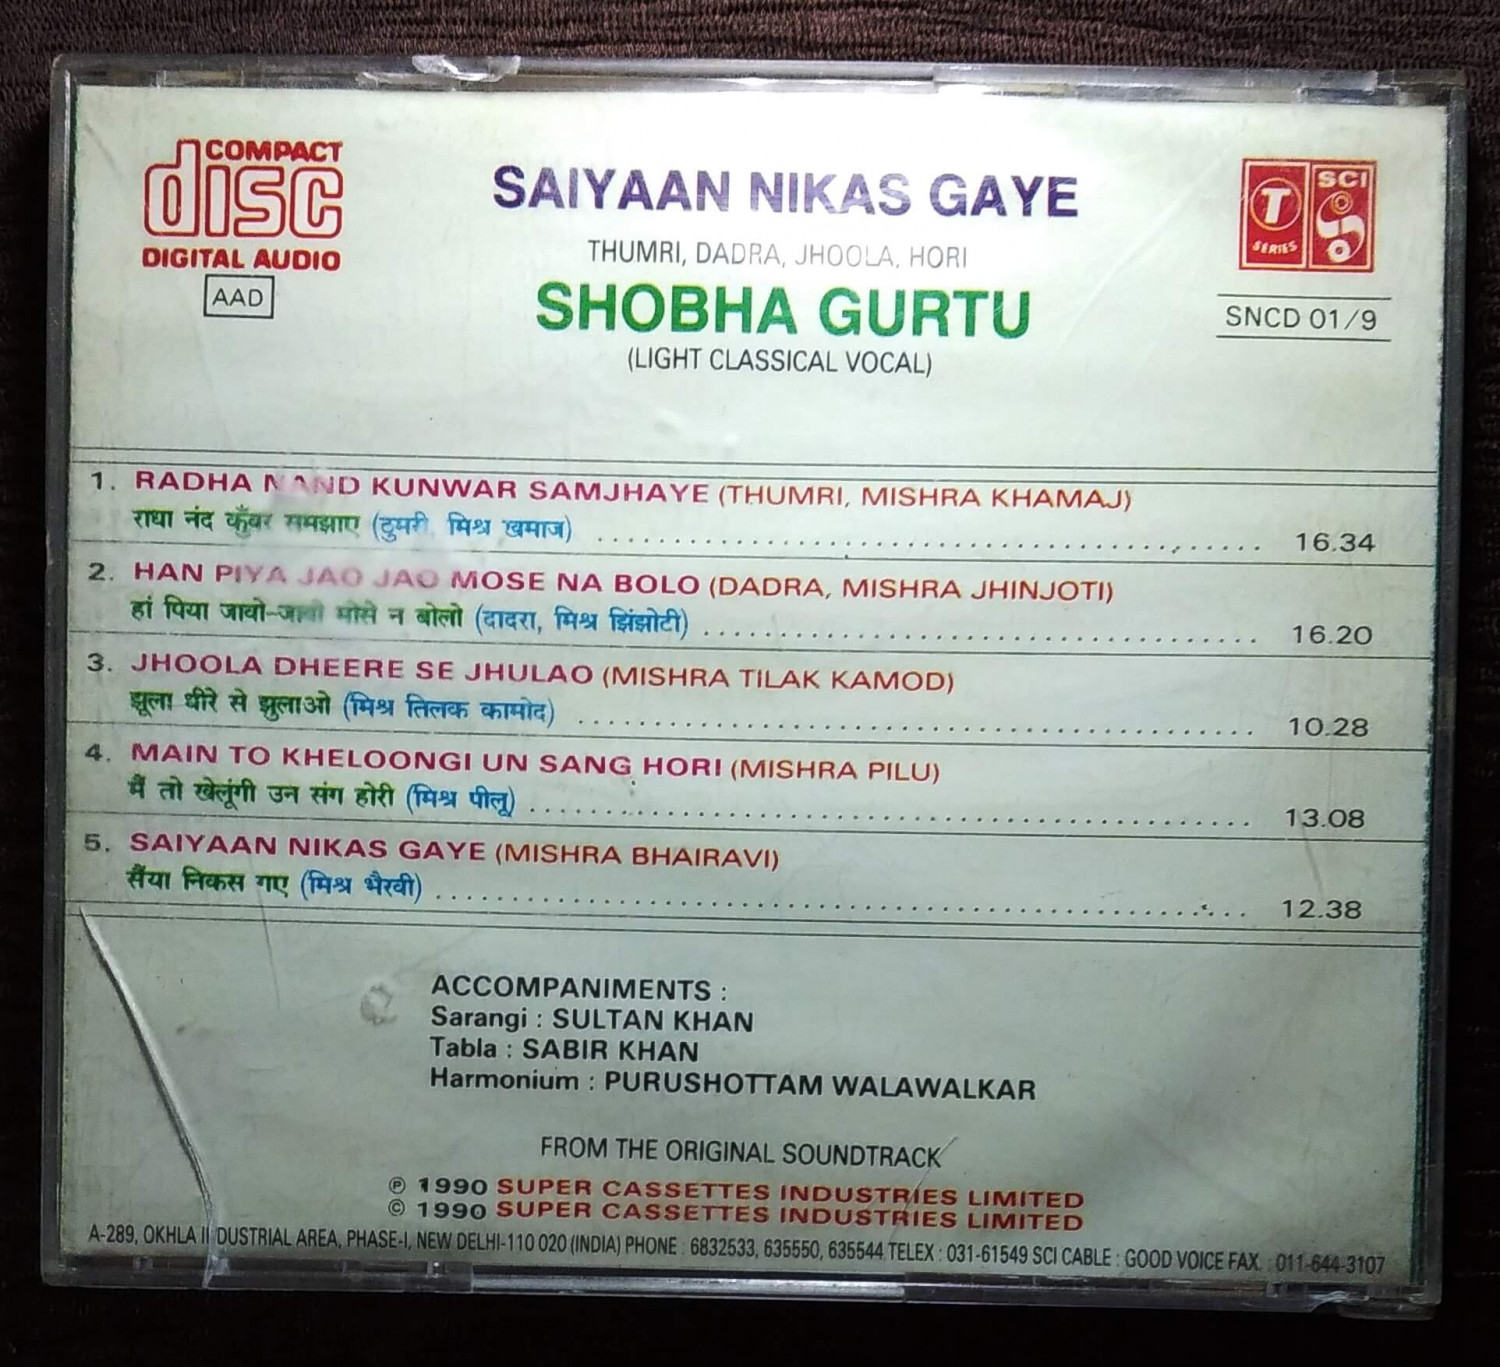 COMPACT
disc
DIGITAL AUDIO
AAD
SAIYAAN NIKAS GAYE
THUMRI, DADRA, JHOOLA, HORI
SHOBHA GURTU
(LIGHT CLASSICAL VOCAL)
T SERIES
SCI
SNCD 01/9
1. RADHA NAND KUNWAR SAMJHAYE (THUMRI, MISHRA KHAMAJ)
राधा नंद कुँवर समझाए (ठुमरी, मिश्र खमाज) 16.34
2. HAN PIYA JAO JAO MOSE NA BOLO (DADRA, MISHRA JHINJOTI)
हां पिया जावो-जावो मोसे न बोलो (दादरा, मिश्र झिंझोटी) 16.20
3. JHOOLA DHEERE SE JHULAO (MISHRA TILAK KAMOD)
झूला धीरे से झुलाओ (मिश्र तिलक कामोद) 10.28
4. MAIN TO KHELOONGI UN SANG HORI (MISHRA PILU)
मैं तो खेलूंगी उन संग होरी (मिश्र पीलू) 13.08
5. SAIYAAN NIKAS GAYE (MISHRA BHAIRAVI)
सैंया निकस गए (मिश्र भैरवी) 12.38
ACCOMPANIMENTS :
Sarangi : SULTAN KHAN
Tabla : SABIR KHAN
Harmonium : PURUSHOTTAM WALAWALKAR
FROM THE ORIGINAL SOUNDTRACK
℗ 1990 SUPER CASSETTES INDUSTRIES LIMITED
© 1990 SUPER CASSETTES INDUSTRIES LIMITED
A-289, OKHLA INDUSTRIAL AREA, PHASE-I, NEW DELHI-110 020 (INDIA) PHONE : 6832533, 635550, 635544 TELEX : 031-61549 SCI CABLE : GOOD VOICE FAX. : 011-644-3107